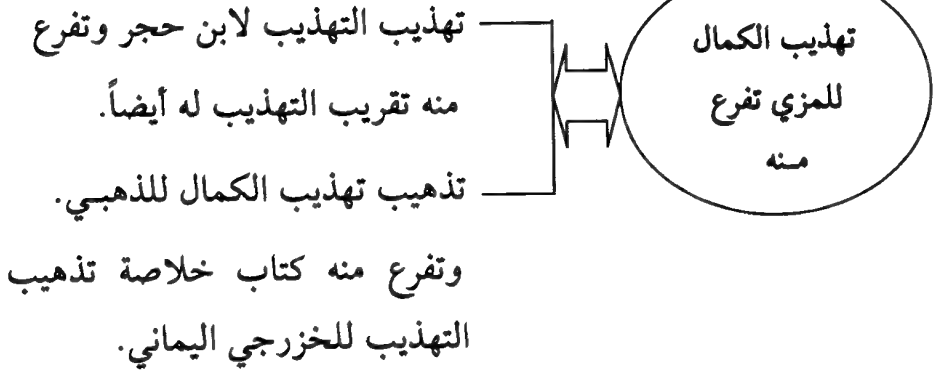 تهذيب الكمال
للمزي تفرع
منه
تهذيب التهذيب لابن حجر وتفرع
منه تقريب التهذيب له أيضاً.
تذهيب تهذيب الكمال للذهبي.
وتفرع منه كتاب خلاصة تذهيب
التهذيب للخزرجي اليماني.